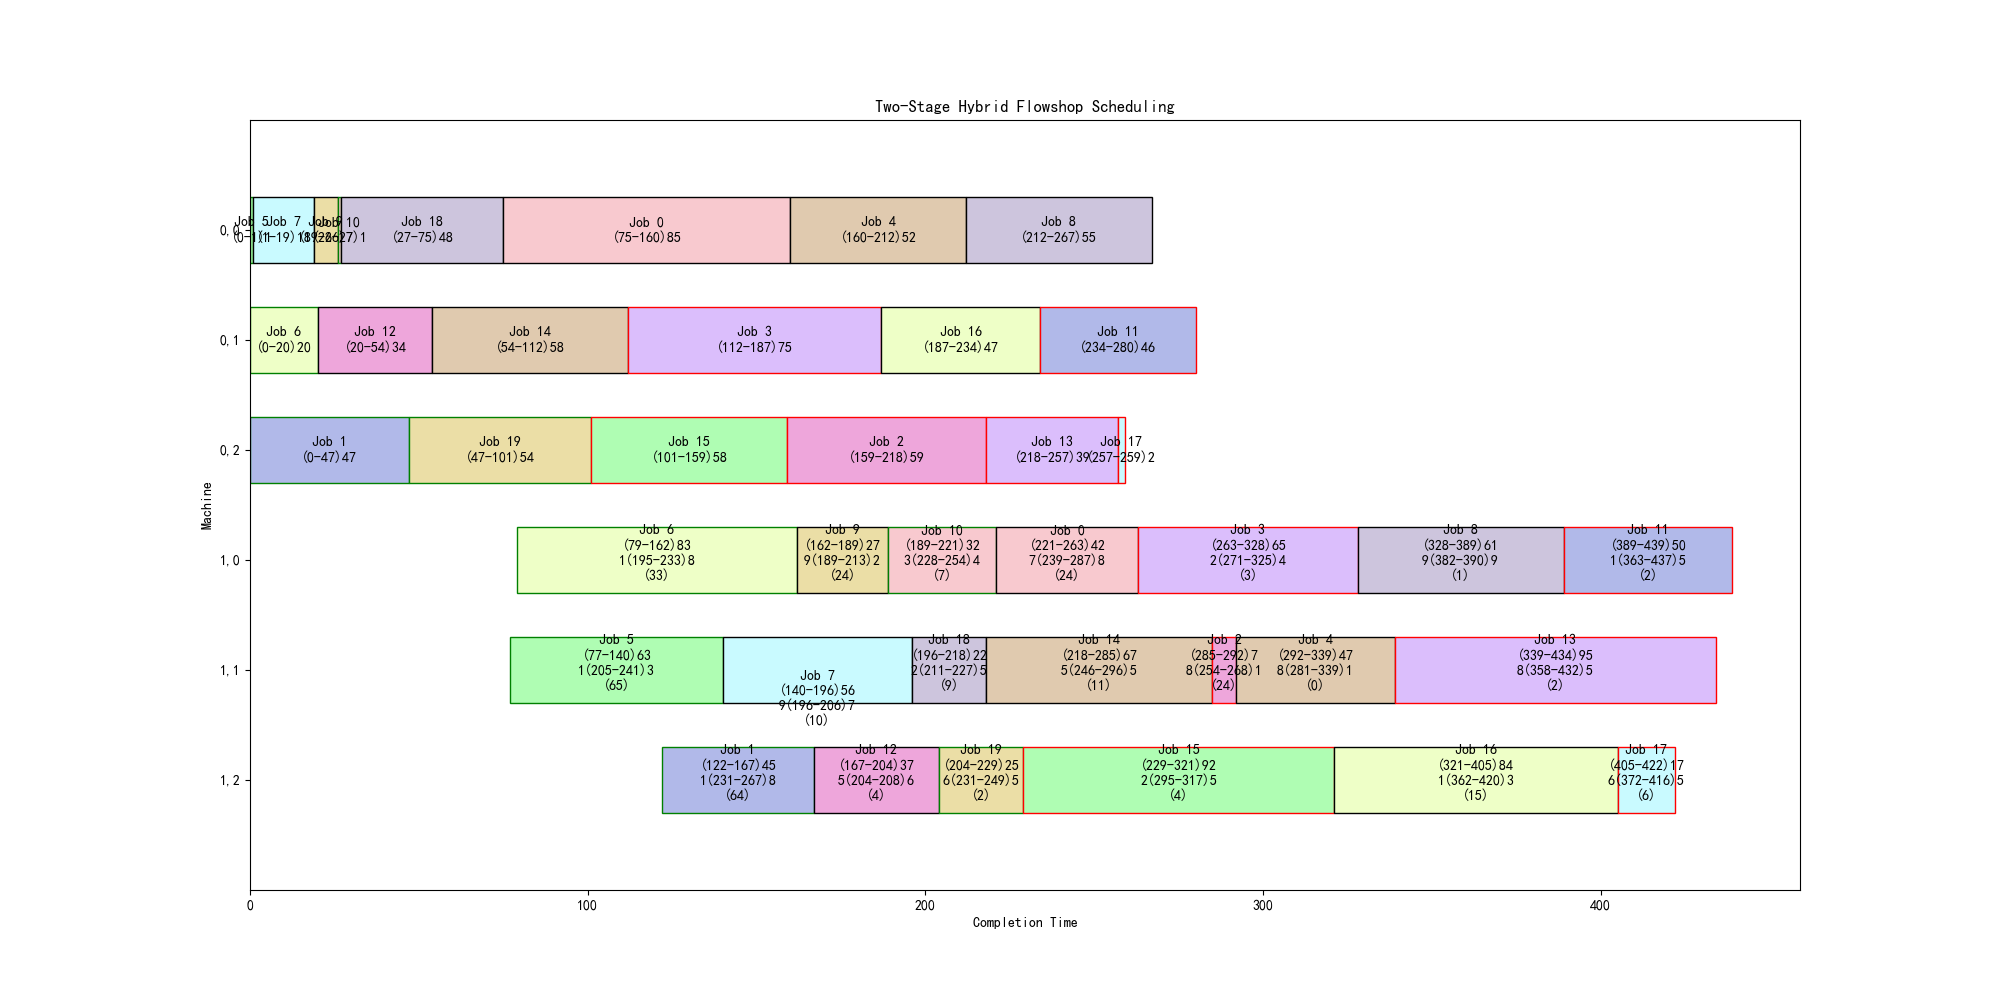 Two-Stage Hybrid Flowshop Scheduling
Machine
0,0
Job 5
(0-1)1
Job 7
(1-19)18
Job 9
(19-26)7
Job 10
(26-27)1
Job 18
(27-75)48
Job 0
(75-160)85
Job 4
(160-212)52
Job 8
(212-267)55
0,1
Job 6
(0-20)20
Job 12
(20-54)34
Job 14
(54-112)58
Job 3
(112-187)75
Job 16
(187-234)47
Job 11
(234-280)46
0,2
Job 1
(0-47)47
Job 19
(47-101)54
Job 15
(101-159)58
Job 2
(159-218)59
Job 13
(218-257)39
Job 17
(257-259)2
1,0
Job 6
(79-162)83
1(195-233)8
(33)
Job 9
(162-189)27
9(189-213)2
(24)
Job 10
(189-221)32
3(228-254)4
(7)
Job 0
(221-263)42
7(239-287)8
(24)
Job 3
(263-328)65
2(271-325)4
(3)
Job 8
(328-389)61
9(382-390)9
(1)
Job 11
(389-439)50
1(363-437)5
(2)
1,1
Job 5
(77-140)63
1(205-241)3
(65)
Job 7
(140-196)56
9(196-206)7
(10)
Job 18
(196-218)22
2(211-227)5
(9)
Job 14
(218-285)67
5(246-296)5
(11)
Job 2
(285-292)7
8(254-268)1
(24)
Job 4
(292-339)47
8(281-339)1
(0)
Job 13
(339-434)95
8(358-432)5
(2)
1,2
Job 1
(122-167)45
1(231-267)8
(64)
Job 12
(167-204)37
5(204-208)6
(4)
Job 19
(204-229)25
6(231-249)5
(2)
Job 15
(229-321)92
2(295-317)5
(4)
Job 16
(321-405)84
1(362-420)3
(15)
Job 17
(405-422)17
6(372-416)5
(6)
0
100
200
300
400
Completion Time